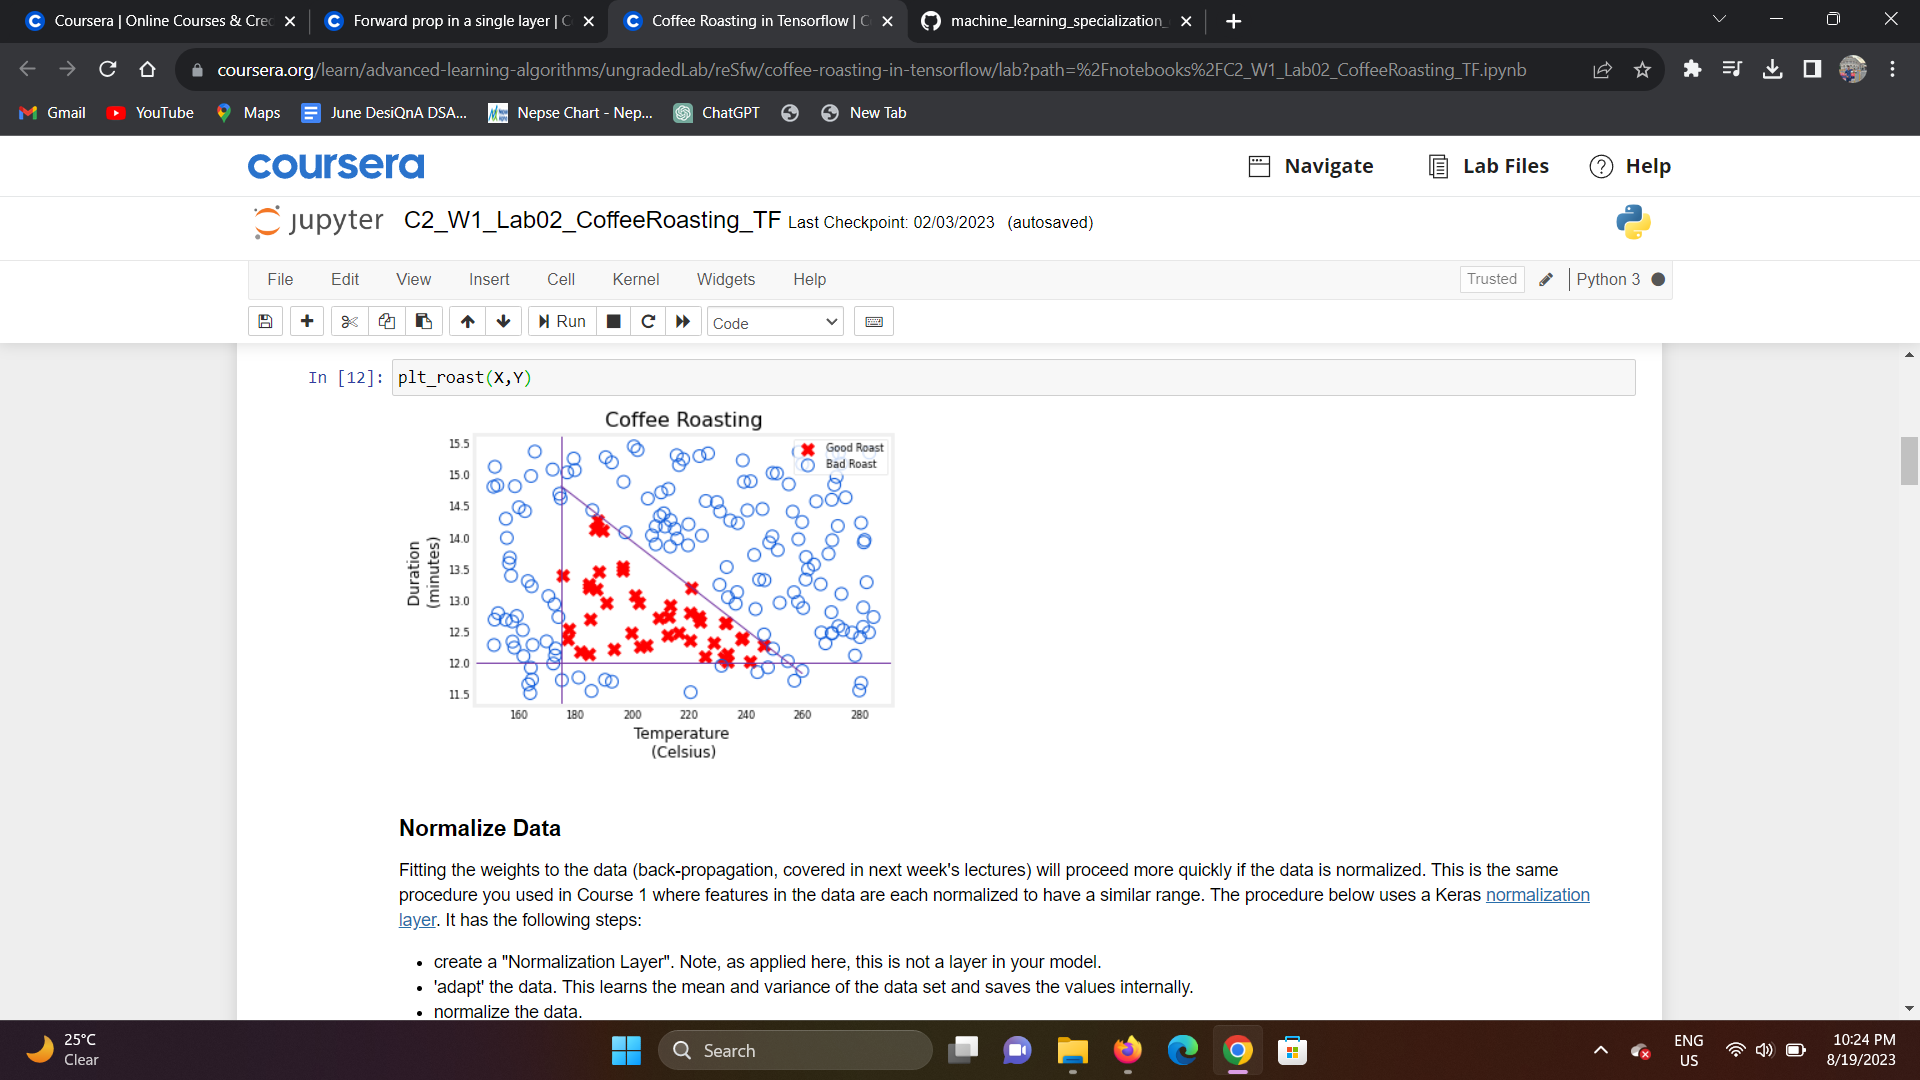 Coursera | Online Courses & Cre
Forward prop in a single layer | C
Coffee Roasting in Tensorflow | C
machine_learning_specialization_
coursera.org/learn/advanced-learning-algorithms/ungradedLab/reSfw/coffee-roasting-in-tensorflow/lab?path=%2Fnotebooks%2FC2_W1_Lab02_CoffeeRoasting_TF.ipynb
Gmail YouTube Maps June DesiQnA DSA... Nepse Chart - Nep... ChatGPT New Tab
coursera Navigate Lab Files Help
jupyter C2_W1_Lab02_CoffeeRoasting_TF Last Checkpoint: 02/03/2023 (autosaved)
File Edit View Insert Cell Kernel Widgets Help Trusted Python 3
Run Code
In [12]: plt_roast(X,Y)
Coffee Roasting
Good Roast
Bad Roast
15.5
15.0
14.5
14.0
13.5
13.0
12.5
12.0
11.5
Duration
(minutes)
160 180 200 220 240 260 280
Temperature
(Celsius)
Normalize Data
Fitting the weights to the data (back-propagation, covered in next week's lectures) will proceed more quickly if the data is normalized. This is the same
procedure you used in Course 1 where features in the data are each normalized to have a similar range. The procedure below uses a Keras normalization
layer. It has the following steps:
• create a "Normalization Layer". Note, as applied here, this is not a layer in your model.
• 'adapt' the data. This learns the mean and variance of the data set and saves the values internally.
• normalize the data.
25°C
Clear
Search
ENG
US
10:24 PM
8/19/2023